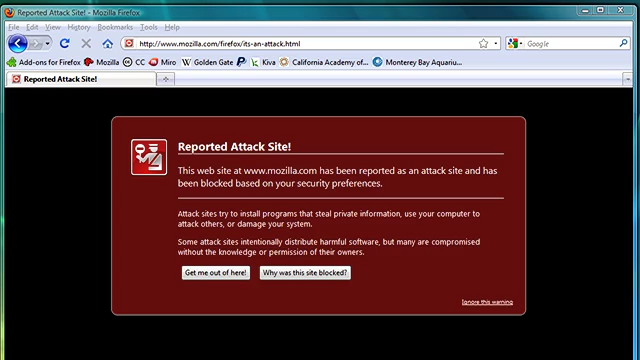 Reported Attack Site! - Mozilla Firefox
File Edit View History Bookmarks Tools Help
http://www.mozilla.com/firefox/its-an-attack.html
Google
Add-ons for Firefox Mozilla CC Miro Golden Gate Kiva California Academy of... Monterey Bay Aquariu...
Reported Attack Site!
Reported Attack Site!
This web site at www.mozilla.com has been reported as an attack site and has
been blocked based on your security preferences.
Attack sites try to install programs that steal private information, use your computer to
attack others, or damage your system.
Some attack sites intentionally distribute harmful software, but many are compromised
without the knowledge or permission of their owners.
Get me out of here! Why was this site blocked?
Ignore this warning